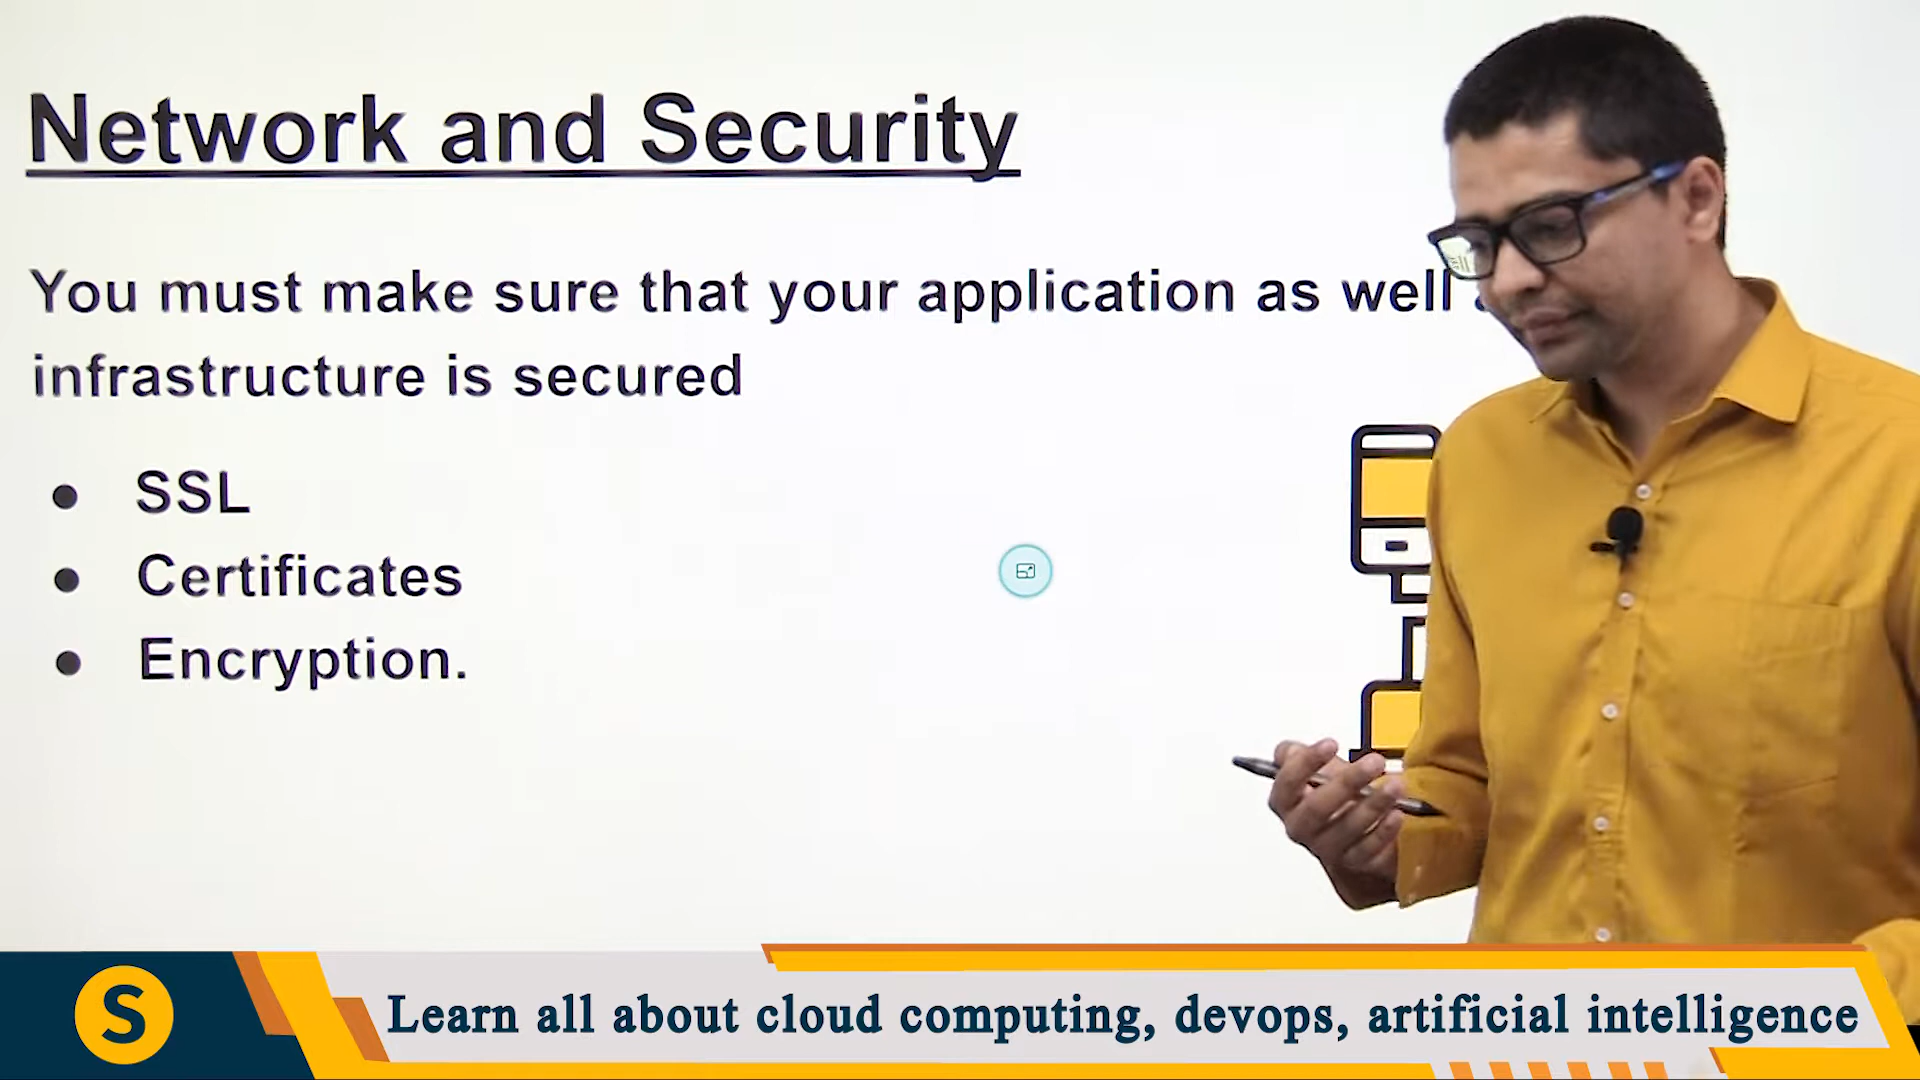 Network and Security
You must make sure that your application as well
infrastructure is secured
● SSL
● Certificates
● Encryption.
S
Learn all about cloud computing, devops, artificial intelligence